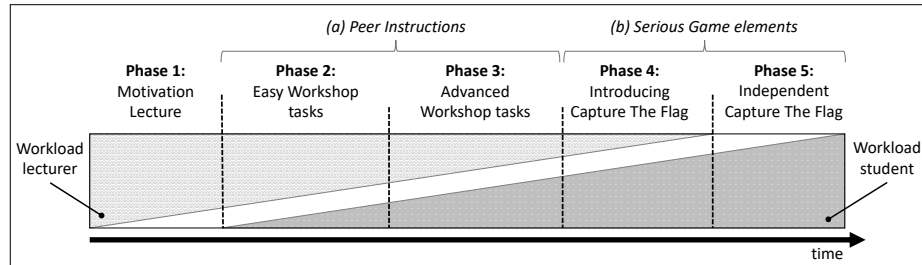 (a) Peer Instructions
(b) Serious Game elements
Phase 1:
Motivation
Lecture
Phase 2:
Easy Workshop
tasks
Phase 3:
Advanced
Workshop tasks
Phase 4:
Introducing
Capture The Flag
Phase 5:
Independent
Capture The Flag
Workload
lecturer
Workload
student
time